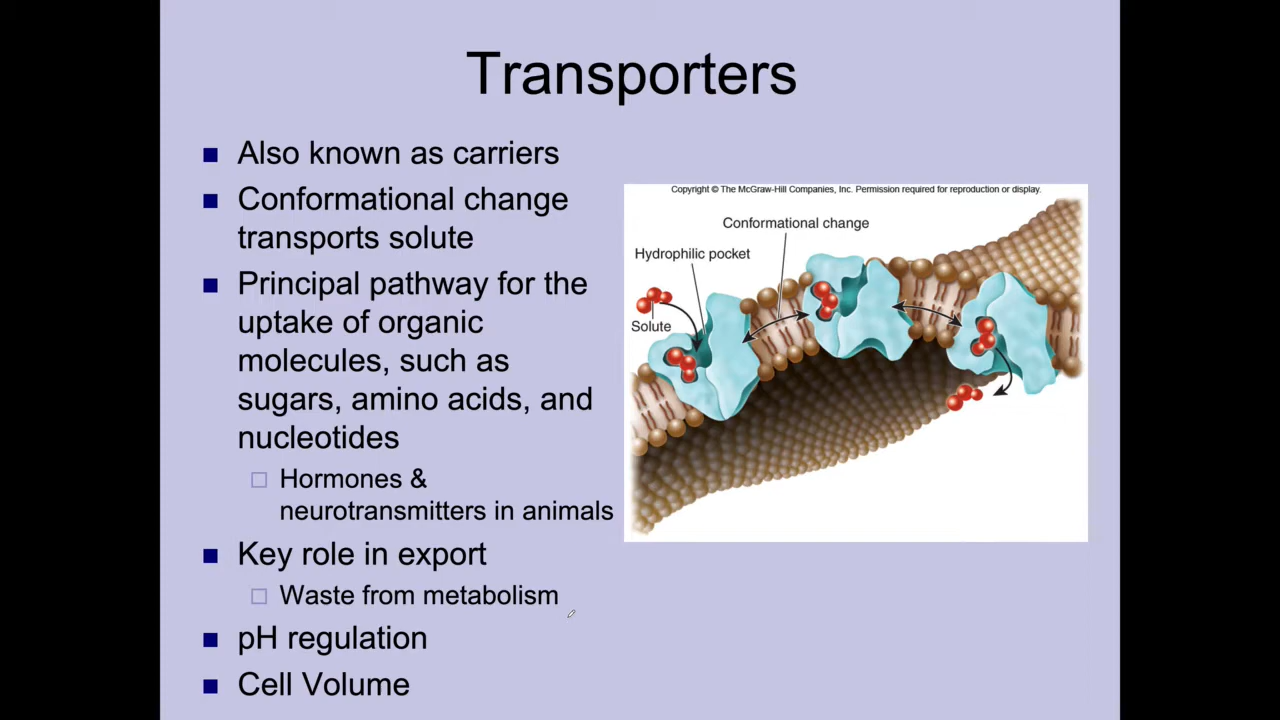 Transporters
Also known as carriers
Conformational change
transports solute
Principal pathway for the
uptake of organic
molecules, such as
sugars, amino acids, and
nucleotides
Hormones &
neurotransmitters in animals
Key role in export
Waste from metabolism
pH regulation
Cell Volume
Copyright © The McGraw-Hill Companies, Inc. Permission required for reproduction or display.
Conformational change
Hydrophilic pocket
Solute